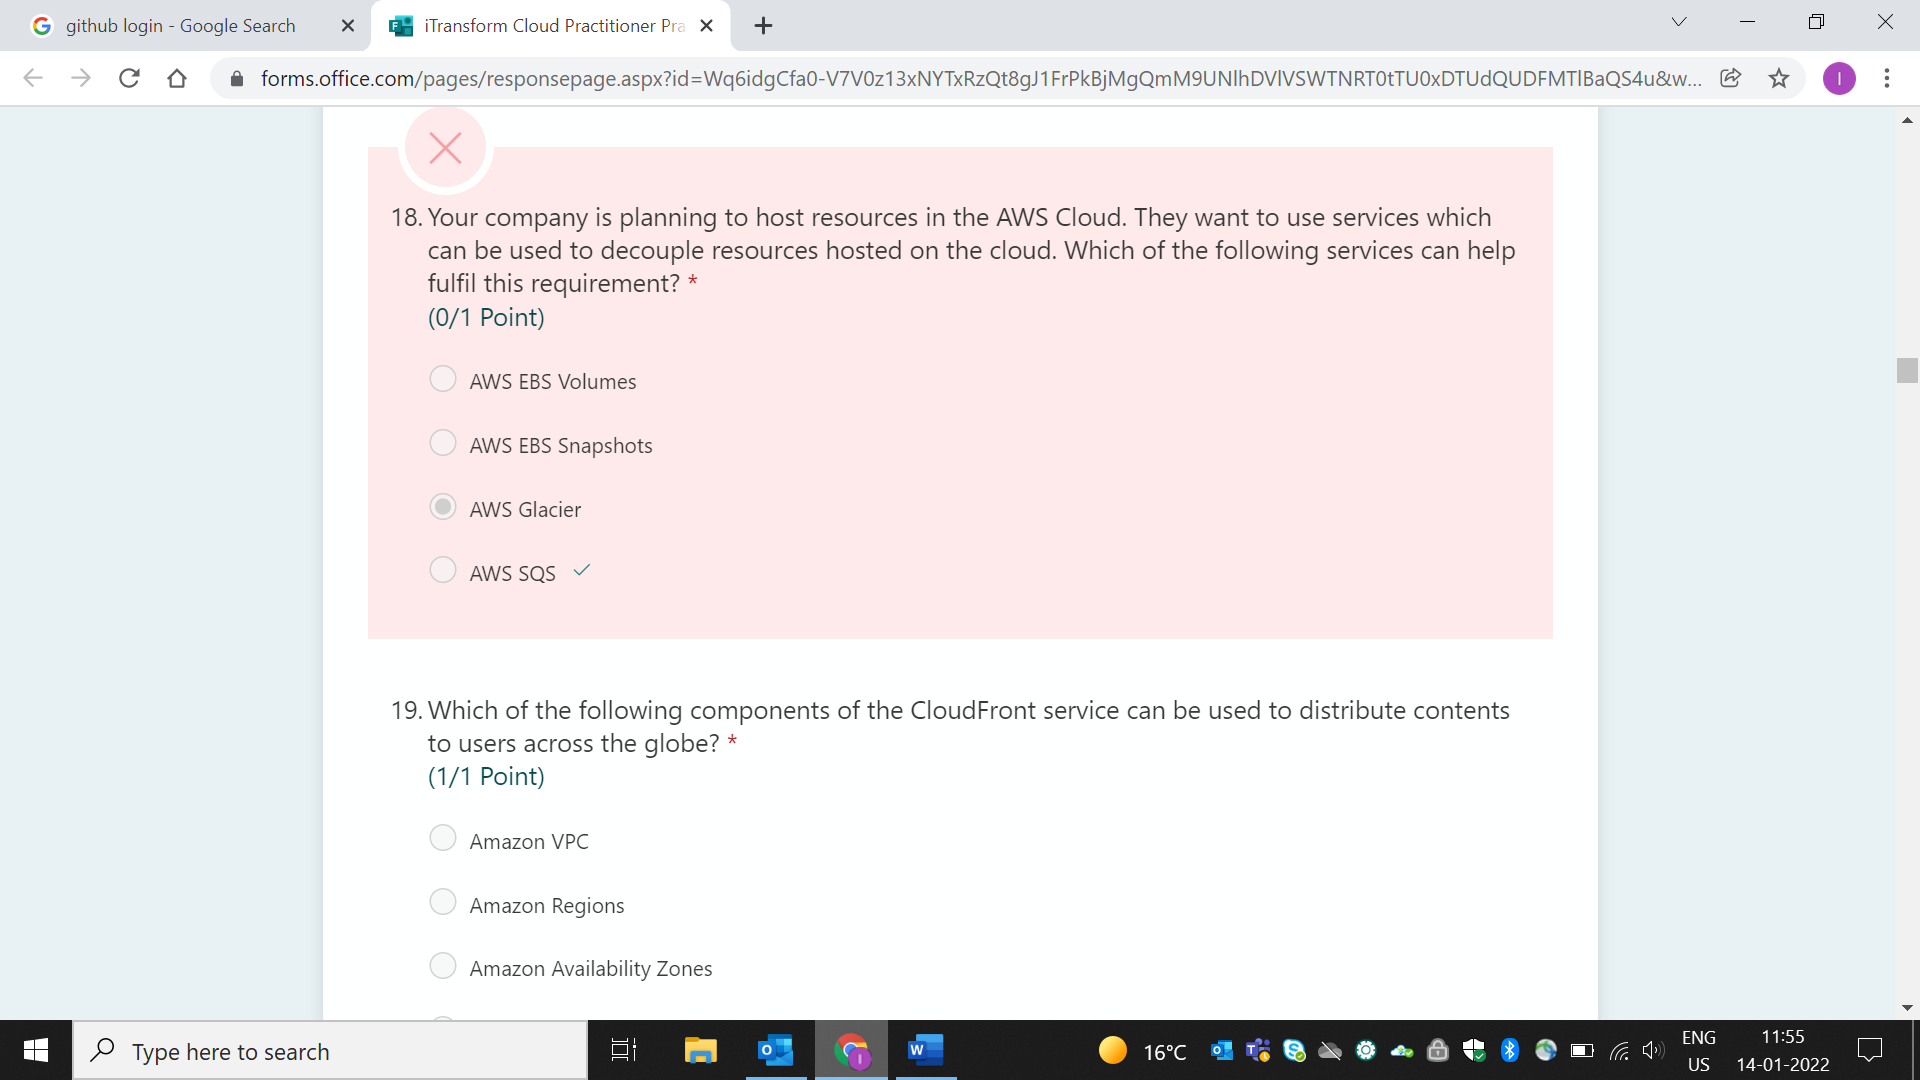 github login - Google Search
iTransform Cloud Practitioner Pra
forms.office.com/pages/responsepage.aspx?id=Wq6idgCfa0-V7V0z13xNYTxRzQt8gJ1FrPkBjMgQmM9UNlhDVlVSWTNRT0tTU0xDTUdQUDFMTlBaQS4u&w...
I
18. Your company is planning to host resources in the AWS Cloud. They want to use services which
can be used to decouple resources hosted on the cloud. Which of the following services can help
fulfil this requirement? *
(0/1 Point)
AWS EBS Volumes
AWS EBS Snapshots
AWS Glacier
AWS SQS
19. Which of the following components of the CloudFront service can be used to distribute contents
to users across the globe? *
(1/1 Point)
Amazon VPC
Amazon Regions
Amazon Availability Zones
Type here to search
16°C
ENG
US
11:55
14-01-2022